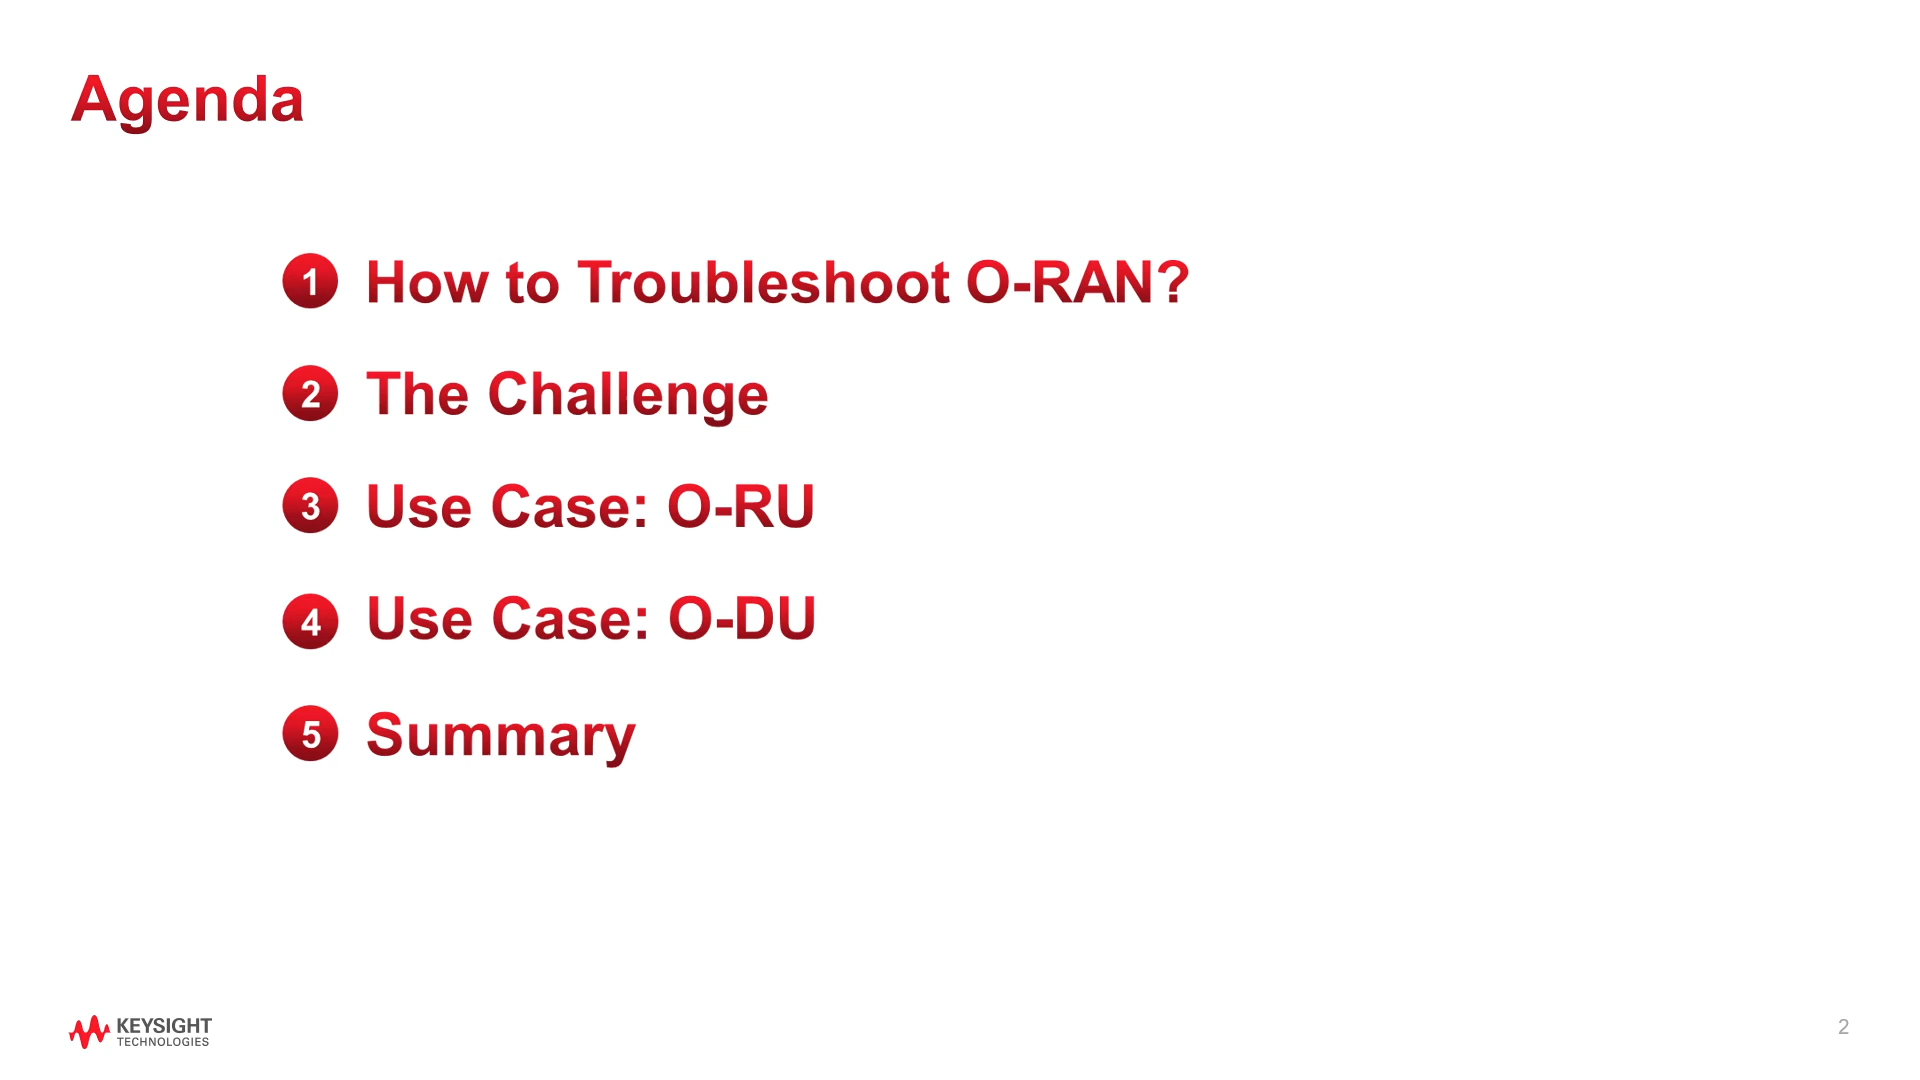 Agenda
1 How to Troubleshoot O-RAN?
2 The Challenge
3 Use Case: O-RU
4 Use Case: O-DU
5 Summary
KEYSIGHT
TECHNOLOGIES
2